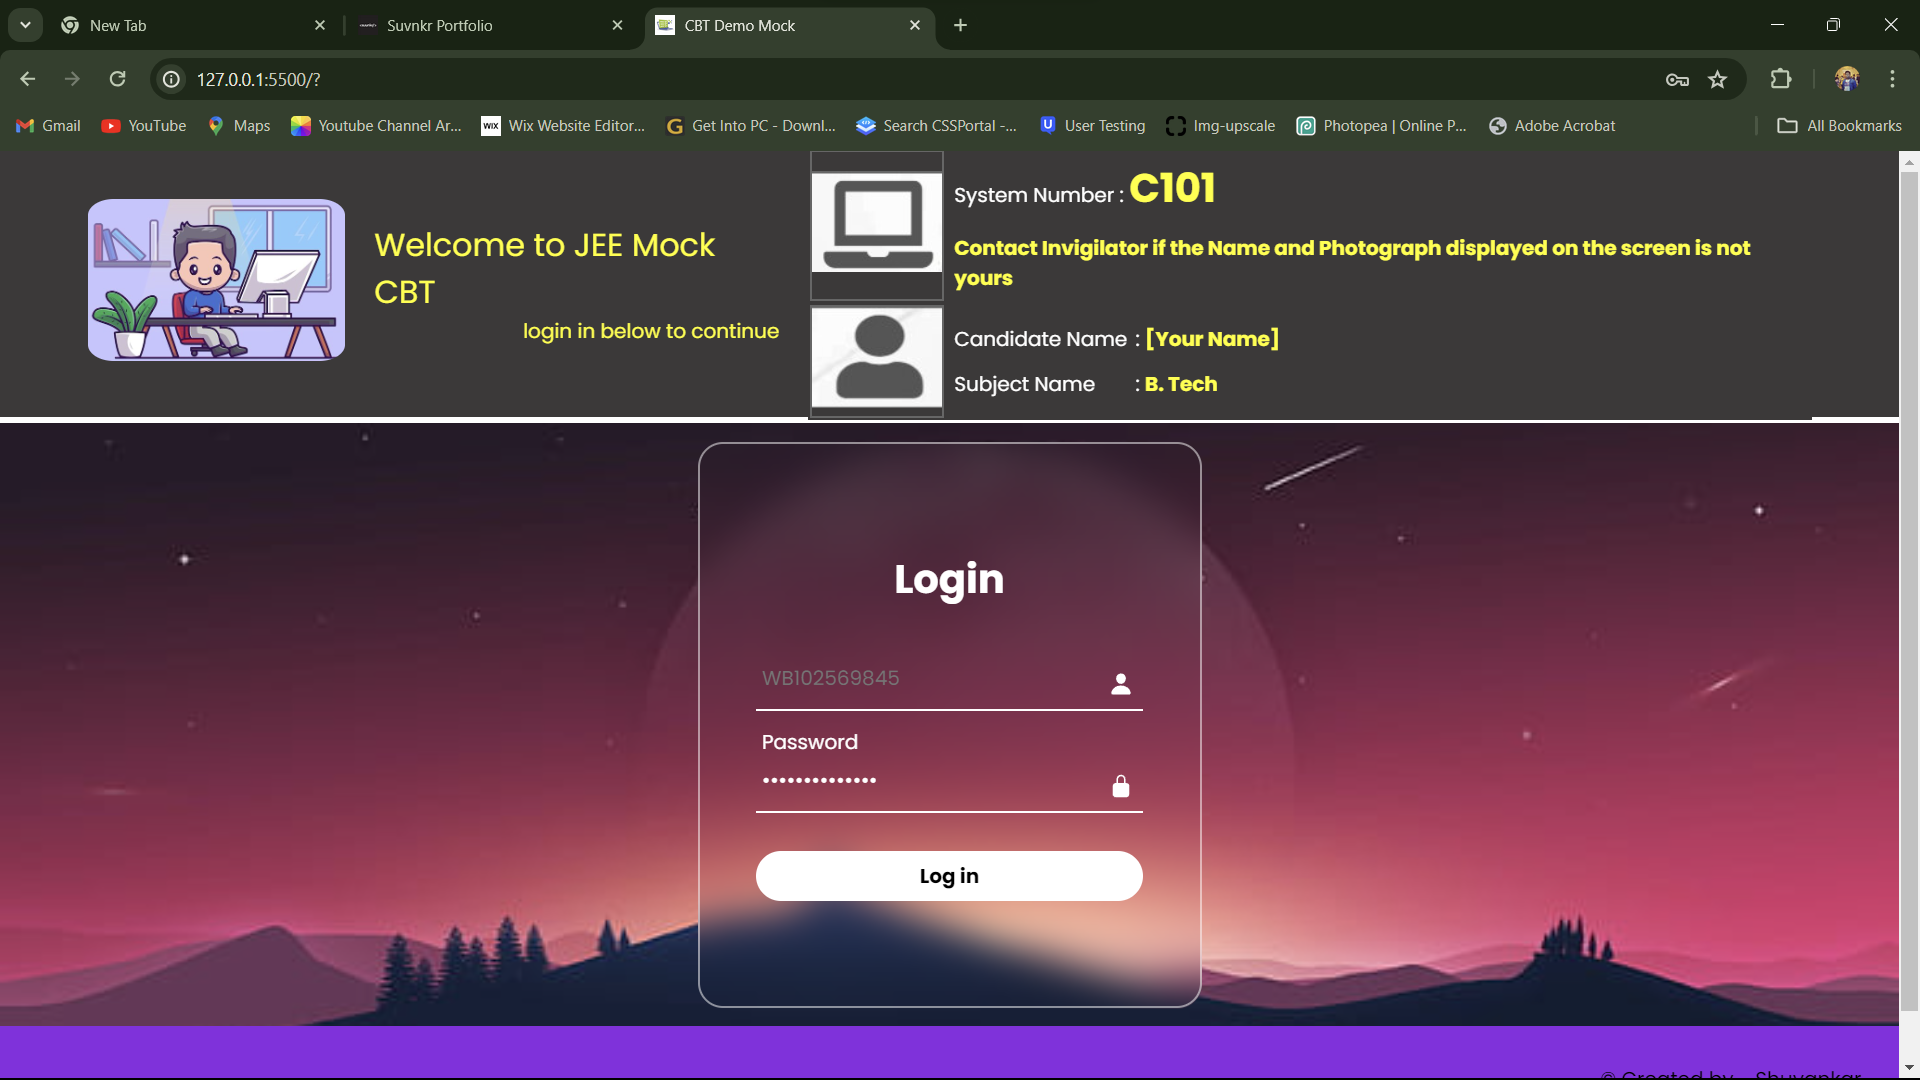 New Tab
Suvnkr Portfolio
CBT Demo Mock
127.0.0.1:5500/?
Gmail
YouTube
Maps
Youtube Channel Ar...
WIX
Wix Website Editor...
Get Into PC - Downl...
Search CSSPortal -...
User Testing
Img-upscale
Photopea | Online P...
Adobe Acrobat
All Bookmarks
Welcome to JEE Mock
CBT
login in below to continue
System Number : C101
Contact Invigilator if the Name and Photograph displayed on the screen is not
yours
Candidate Name : [Your Name]
Subject Name : B. Tech
Login
WB102569845
Password
••••••••••••••
Log in
© Created by - Shuvankar